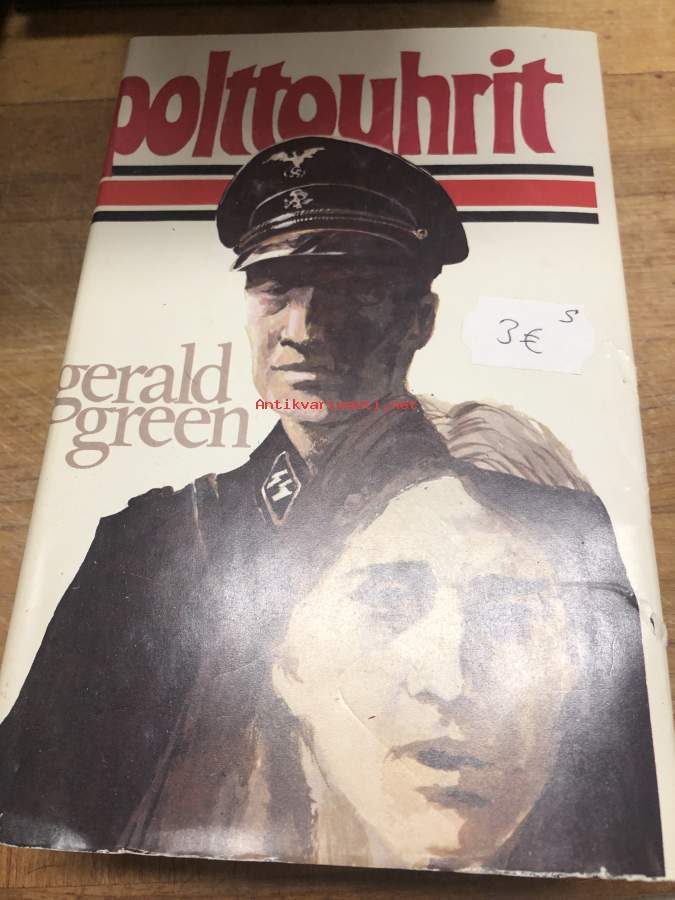 polttouhrit
gerald
green
Antikvariaatti.net
3€ S